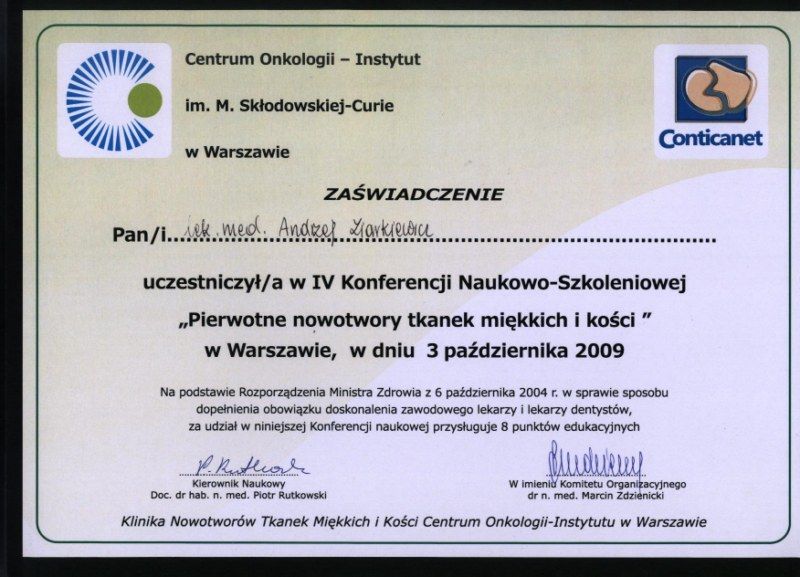 Centrum Onkologii – Instytut
im. M. Skłodowskiej-Curie
w Warszawie
Conticanet
ZAŚWIADCZENIE
Pan/i.....lek. med. Andrzej Ziarkiewicz.....
uczestniczył/a w IV Konferencji Naukowo-Szkoleniowej
„Pierwotne nowotwory tkanek miękkich i kości ”
w Warszawie, w dniu 3 października 2009
Na podstawie Rozporządzenia Ministra Zdrowia z 6 października 2004 r. w sprawie sposobu
dopełnienia obowiązku doskonalenia zawodowego lekarzy i lekarzy dentystów,
za udział w niniejszej Konferencji naukowej przysługuje 8 punktów edukacyjnych
P. Rutkowski
Kierownik Naukowy
Doc. dr hab. n. med. Piotr Rutkowski
W imieniu Komitetu Organizacyjnego
dr n. med. Marcin Zdzienicki
Klinika Nowotworów Tkanek Miękkich i Kości Centrum Onkologii-Instytutu w Warszawie